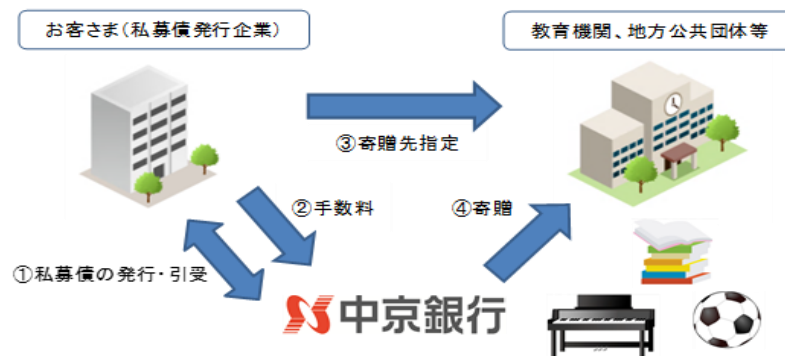 お客さま（私募債発行企業）
教育機関、地方公共団体等
③寄贈先指定
②手数料
④寄贈
①私募債の発行・引受
中京銀行